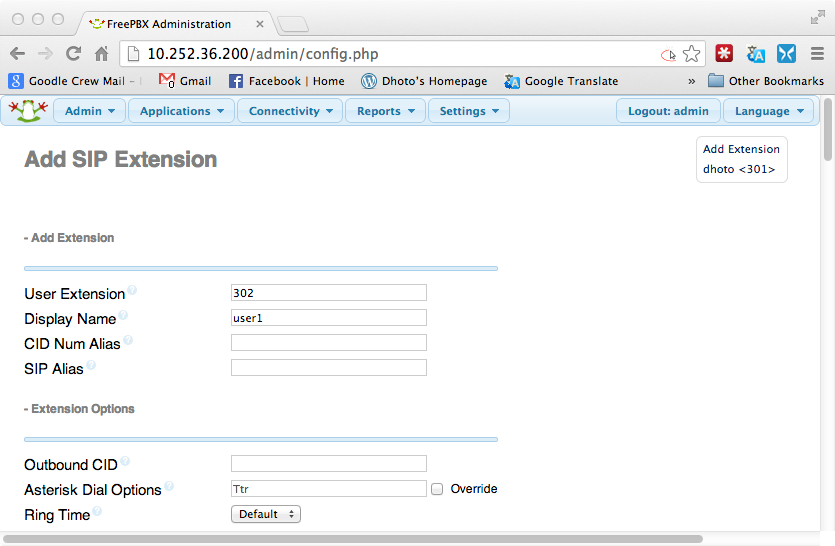 FreePBX Administration
10.252.36.200/admin/config.php
Goodle Crew Mail – Gmail Facebook | Home Dhoto's Homepage Google Translate » Other Bookmarks
Admin Applications Connectivity Reports Settings Logout: admin Language
Add SIP Extension
Add Extension
dhoto <301>
- Add Extension
User Extension 302
Display Name user1
CID Num Alias
SIP Alias
- Extension Options
Outbound CID
Asterisk Dial Options Ttr Override
Ring Time Default